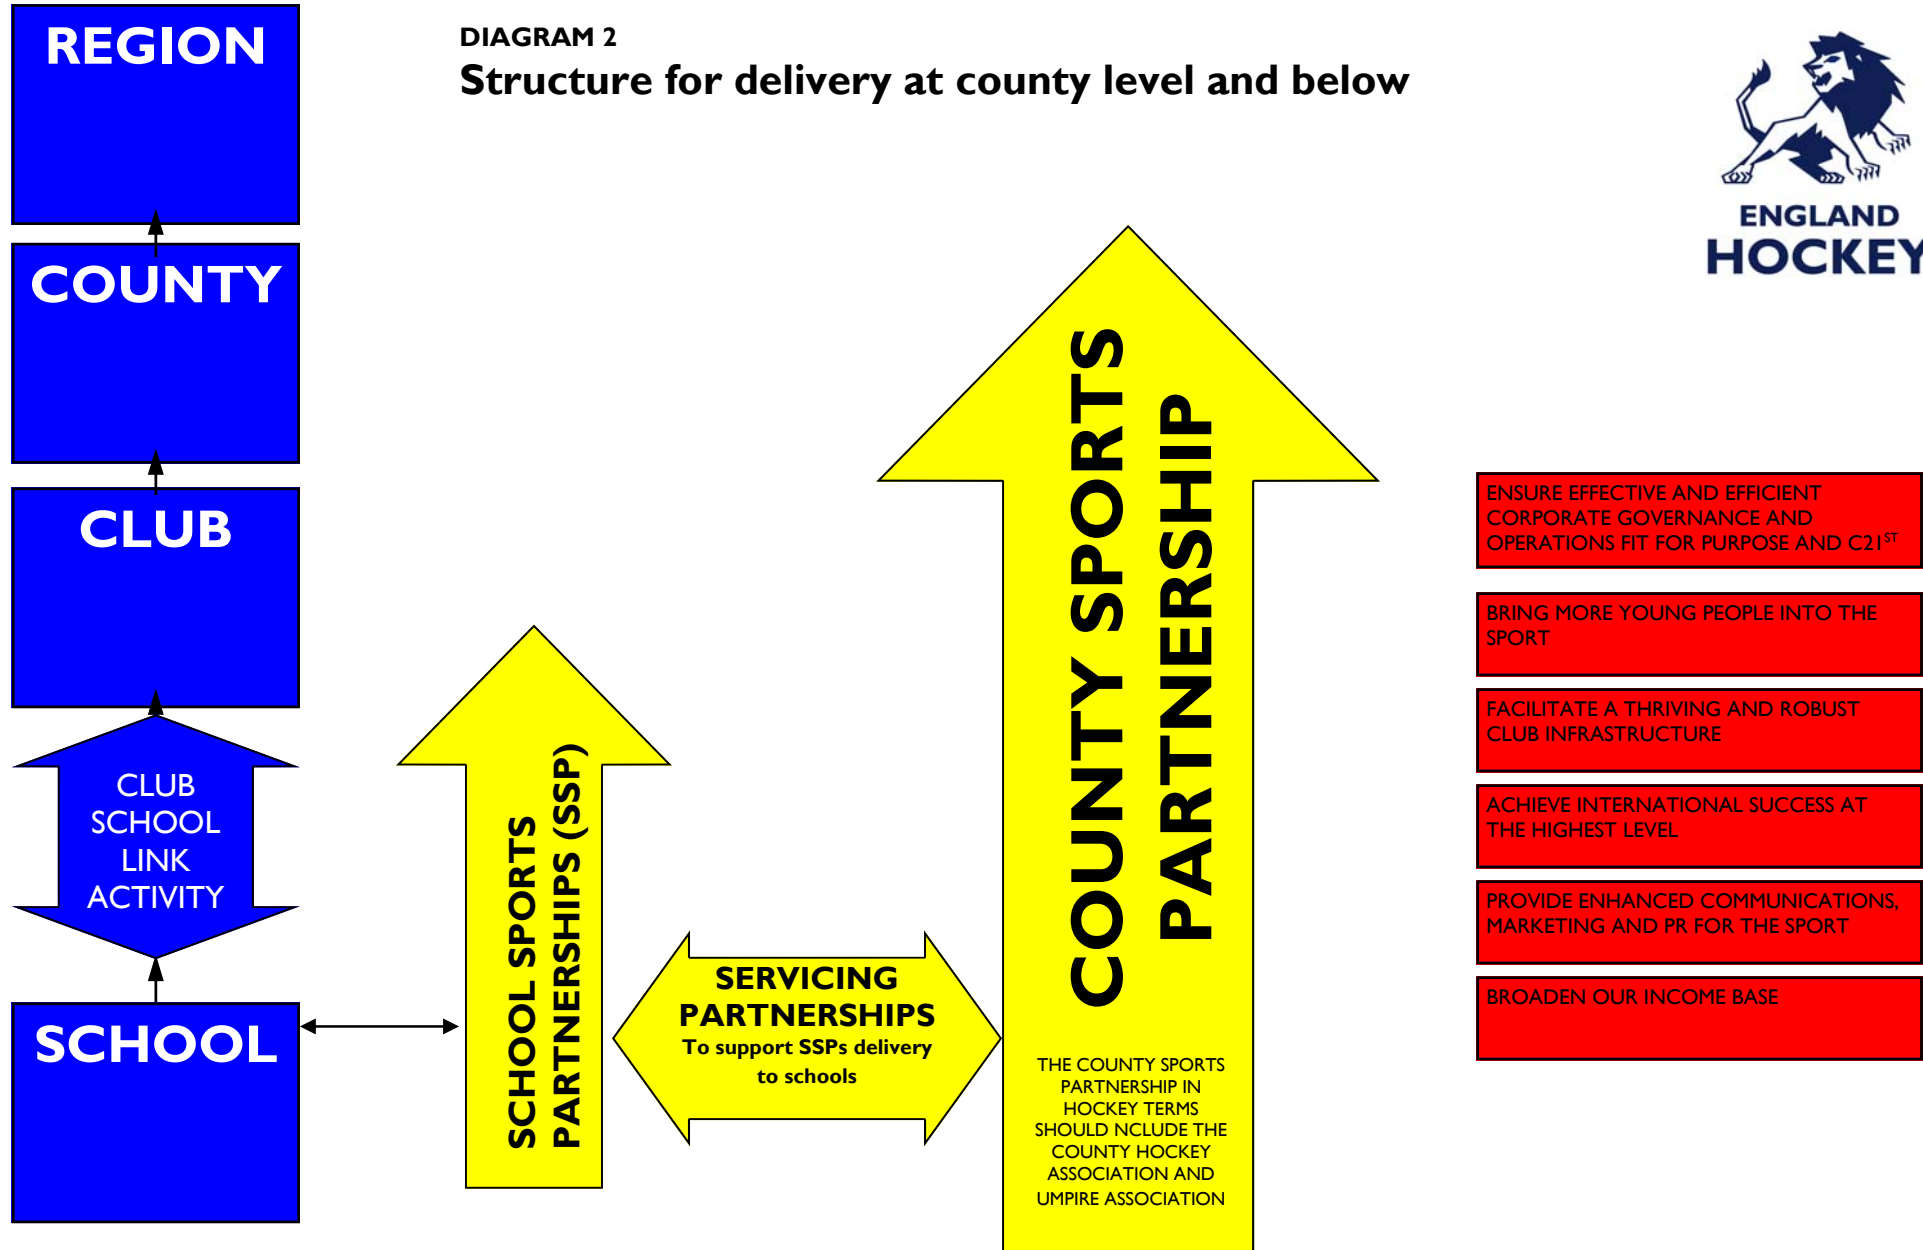 REGION
COUNTY
CLUB
CLUB
SCHOOL
LINK
ACTIVITY
SCHOOL
DIAGRAM 2
Structure for delivery at county level and below
SCHOOL SPORTS
PARTNERSHIPS (SSP)
SERVICING
PARTNERSHIPS
To support SSPs delivery
to schools
COUNTY SPORTS
PARTNERSHIP
THE COUNTY SPORTS
PARTNERSHIP IN
HOCKEY TERMS
SHOULD NCLUDE THE
COUNTY HOCKEY
ASSOCIATION AND
UMPIRE ASSOCIATION
ENGLAND
HOCKEY
ENSURE EFFECTIVE AND EFFICIENT
CORPORATE GOVERNANCE AND
OPERATIONS FIT FOR PURPOSE AND C21ST
BRING MORE YOUNG PEOPLE INTO THE
SPORT
FACILITATE A THRIVING AND ROBUST
CLUB INFRASTRUCTURE
ACHIEVE INTERNATIONAL SUCCESS AT
THE HIGHEST LEVEL
PROVIDE ENHANCED COMMUNICATIONS,
MARKETING AND PR FOR THE SPORT
BROADEN OUR INCOME BASE